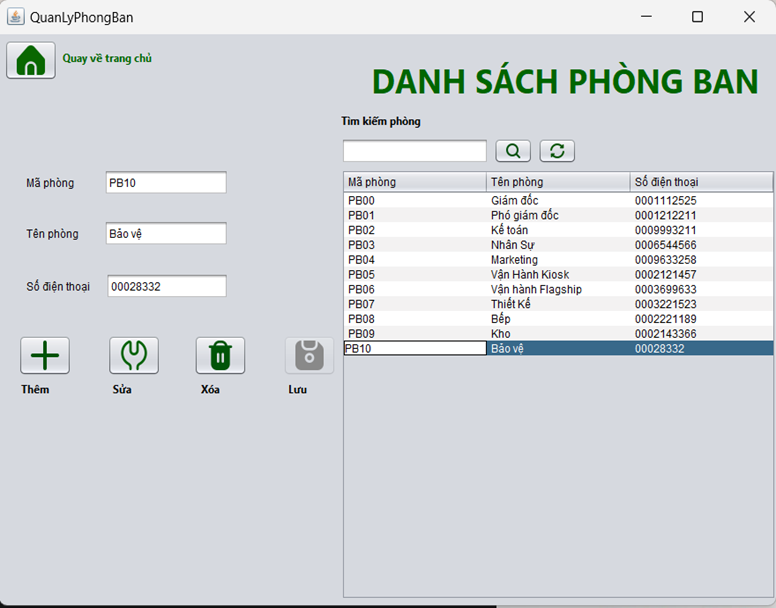 QuanLyPhongBan
Quay về trang chủ
DANH SÁCH PHÒNG BAN
Tìm kiếm phòng
Mã phòng PB10
Tên phòng Bảo vệ
Số điện thoại 00028332
Thêm Sửa Xóa Lưu
Mã phòng Tên phòng Số điện thoại
PB00 Giám đốc 0001112525
PB01 Phó giám đốc 0001212211
PB02 Kế toán 0009993211
PB03 Nhân Sự 0006544566
PB04 Marketing 0009633258
PB05 Vận Hành Kiosk 0002121457
PB06 Vận hành Flagship 0003699633
PB07 Thiết Kế 0003221523
PB08 Bếp 0002221189
PB09 Kho 0002143366
PB10 Bảo vệ 00028332